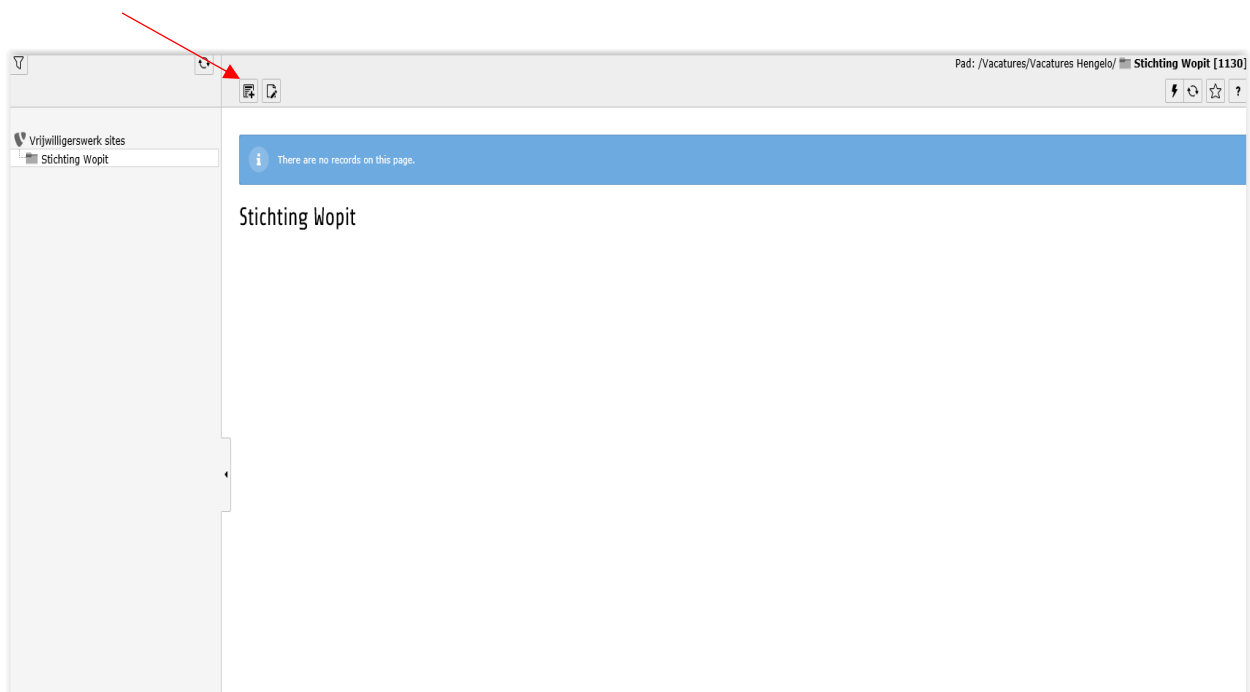 Pad: /Vacatures/Vacatures Hengelo/ Stichting Wopit [1130]
?
Vrijwilligerswerk sites
Stichting Wopit
i There are no records on this page.
Stichting Wopit